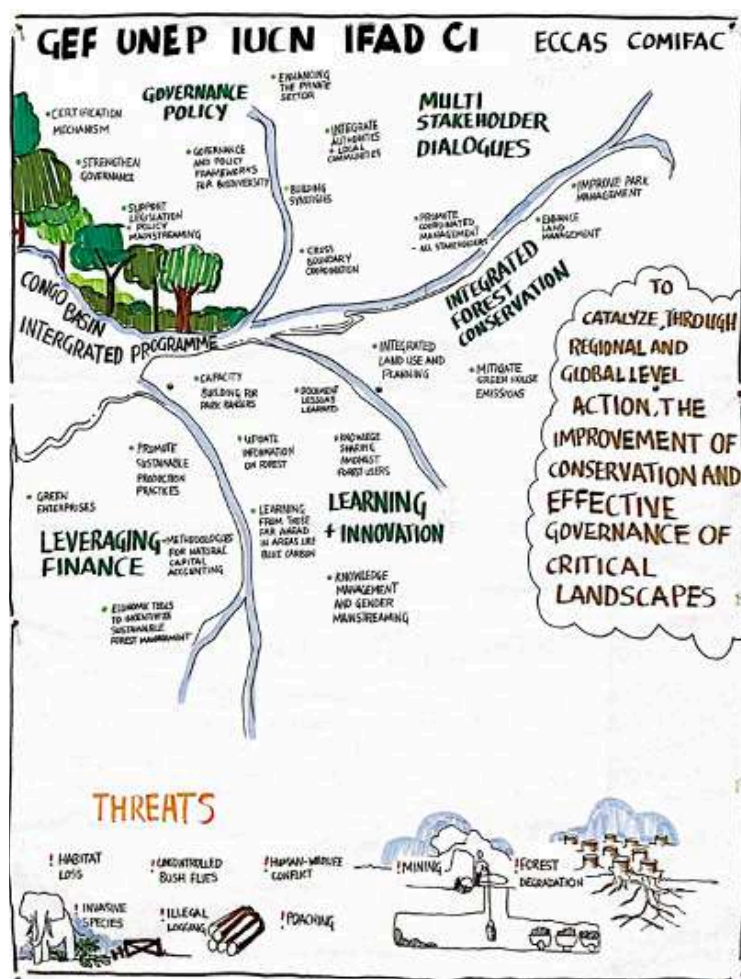 GEF UNEP IUCN IFAD CI ECCAS COMIFAC
GOVERNANCE
POLICY
CERTIFICATION
MECHANISM
STRENGTHEN
GOVERNANCE
SUPPORT
LEGISLATION
+ POLICY
MAINSTREAMING
GOVERNANCE
AND POLICY
FRAMEWORKS
FOR BIODIVERSITY
ENHANCING
THE PRIVATE
SECTOR
INTEGRATE
AUTHORITIES
+ LOCAL
COMMUNITIES
BUILDING
SYNERGIES
CROSS
BOUNDARY
COORDINATION
MULTI
STAKEHOLDER
DIALOGUES
PROMOTE
COORDINATED
MANAGEMENT
- ALL STAKEHOLDERS
IMPROVE PARK
MANAGEMENT
ENHANCE
LAND
MANAGEMENT
INTEGRATED
FOREST
CONSERVATION
INTEGRATED
LAND USE AND
PLANNING
MITIGATE
GREEN HOUSE
EMISSIONS
CONGO BASIN
INTERGRATED PROGRAMME
CAPACITY
BUILDING FOR
PARK RANGERS
DOCUMENT
LESSONS
LEARNED
PROMOTE
SUSTAINABLE
PRODUCTION
PRACTICES
UPDATE
INFORMATION
ON FOREST
KNOWLEDGE
SHARING
AMONGST
FOREST USERS
GREEN
ENTERPRISES
LEVERAGING
FINANCE
METHODOLOGIES
FOR NATURAL
CAPITAL
ACCOUNTING
LEARNING
FROM THOSE
FAR AHEAD
IN AREAS LIKE
BLUE CARBON
LEARNING
+ INNOVATION
KNOWLEDGE
MANAGEMENT
AND GENDER
MAINSTREAMING
ECONOMIC TOOLS
TO INCENTIVIZE
SUSTAINABLE
FOREST MANAGEMENT
TO
CATALYZE, THROUGH
REGIONAL AND
GLOBAL LEVEL
ACTION, THE
IMPROVEMENT OF
CONSERVATION AND
EFFECTIVE
GOVERNANCE OF
CRITICAL
LANDSCAPES
THREATS
! HABITAT
LOSS
! UNCONTROLLED
BUSH FIRES
! HUMAN-WILDLIFE
CONFLICT
! MINING
! FOREST
DEGRADATION
! INVASIVE
SPECIES
! ILLEGAL
LOGGING
! POACHING